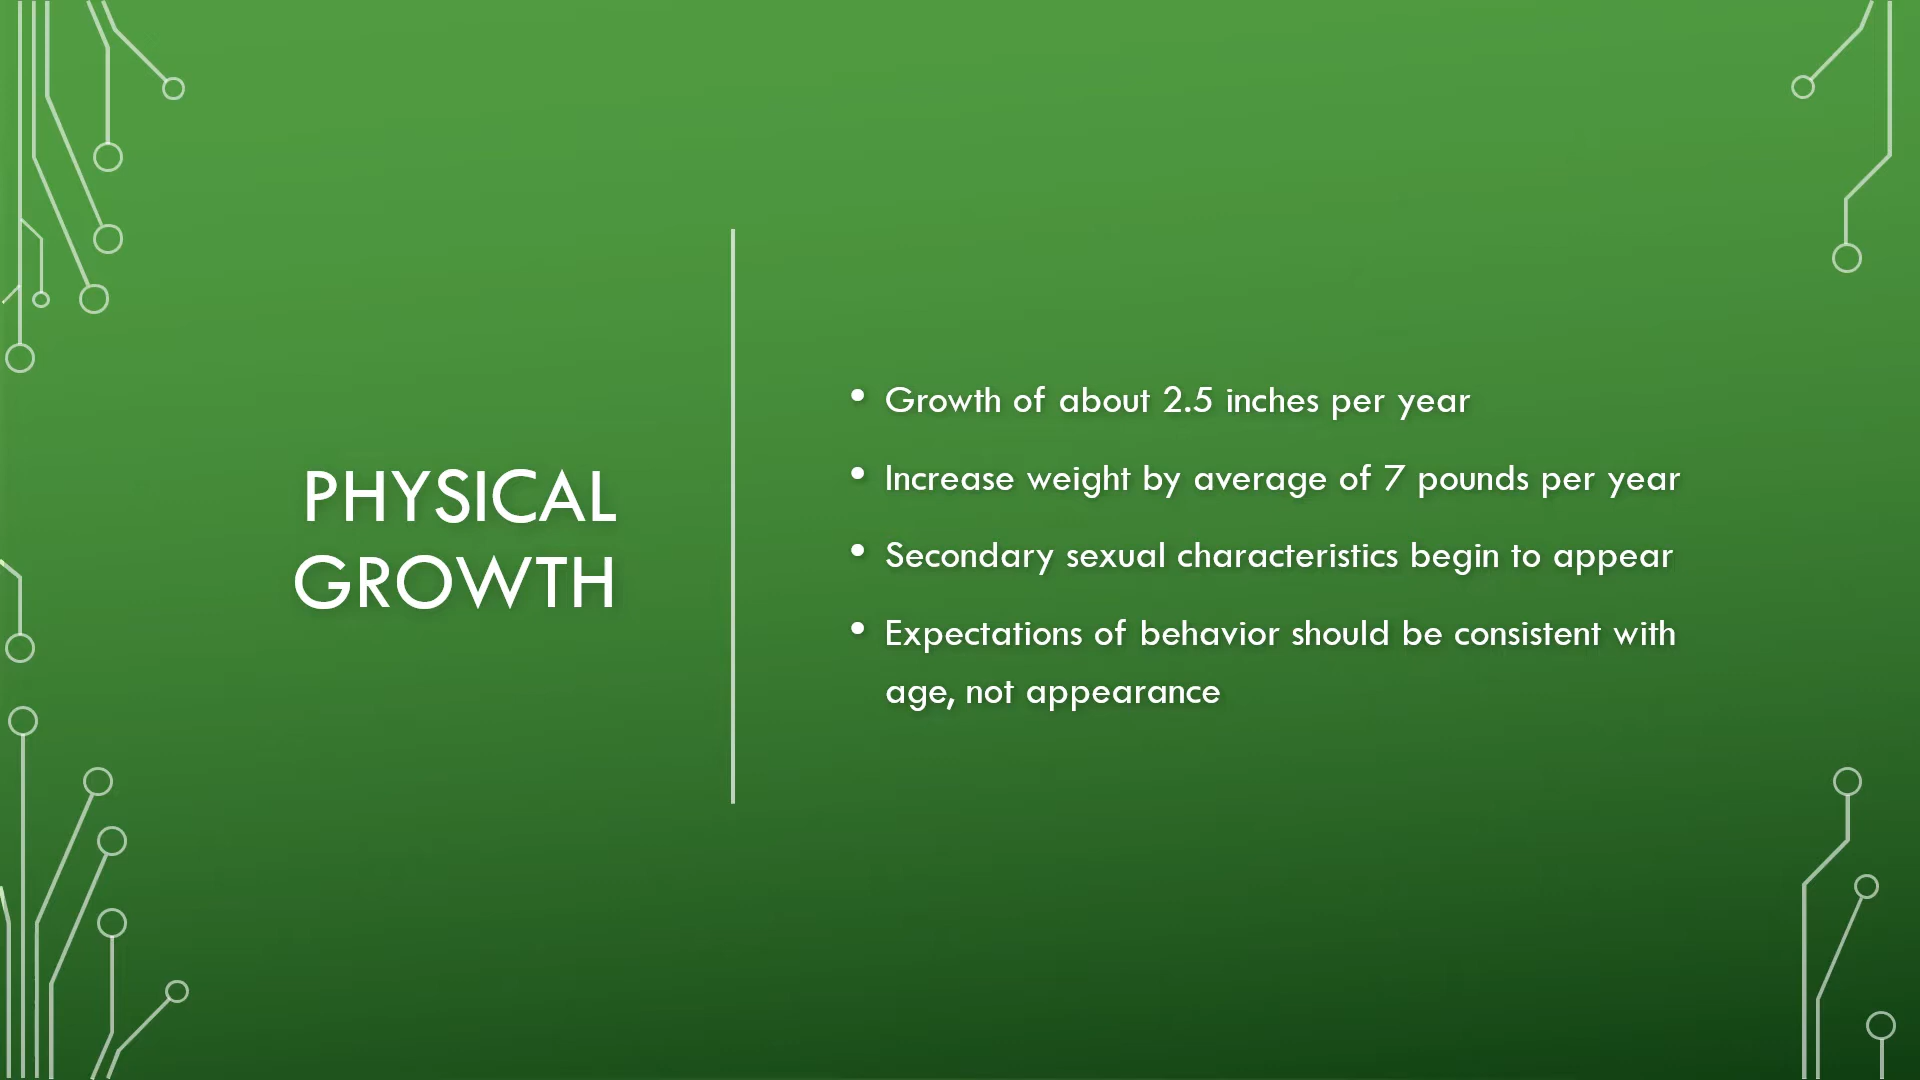 PHYSICAL
GROWTH
• Growth of about 2.5 inches per year
• Increase weight by average of 7 pounds per year
• Secondary sexual characteristics begin to appear
• Expectations of behavior should be consistent with
age, not appearance